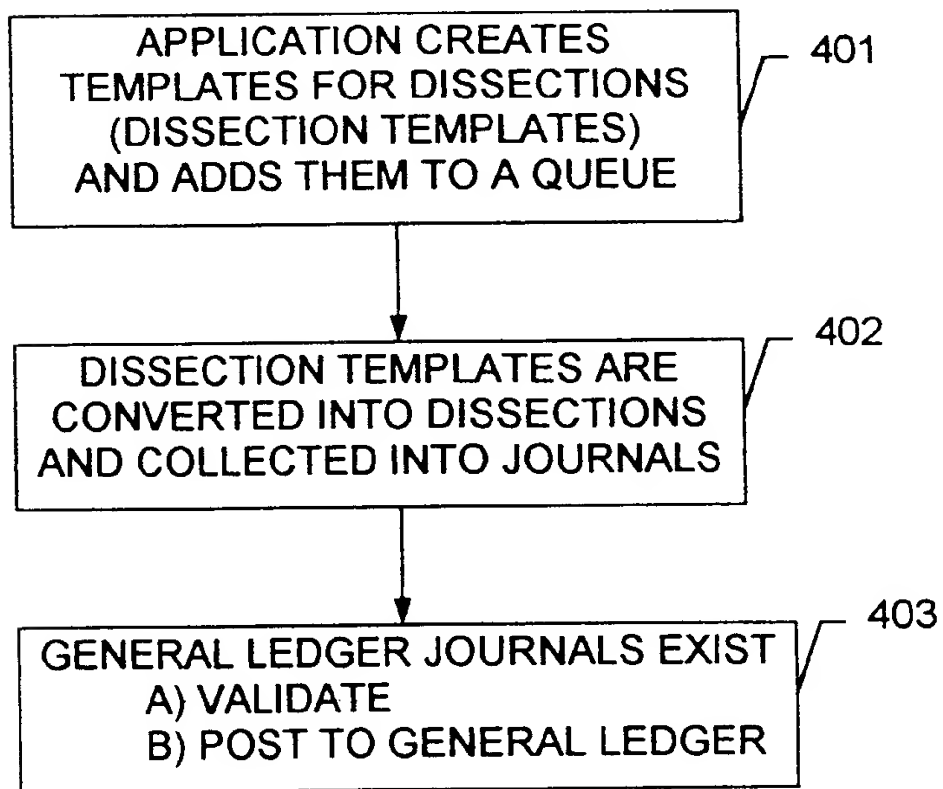 APPLICATION CREATES
TEMPLATES FOR DISSECTIONS
(DISSECTION TEMPLATES)
AND ADDS THEM TO A QUEUE
401
DISSECTION TEMPLATES ARE
CONVERTED INTO DISSECTIONS
AND COLLECTED INTO JOURNALS
402
GENERAL LEDGER JOURNALS EXIST
A) VALIDATE
B) POST TO GENERAL LEDGER
403